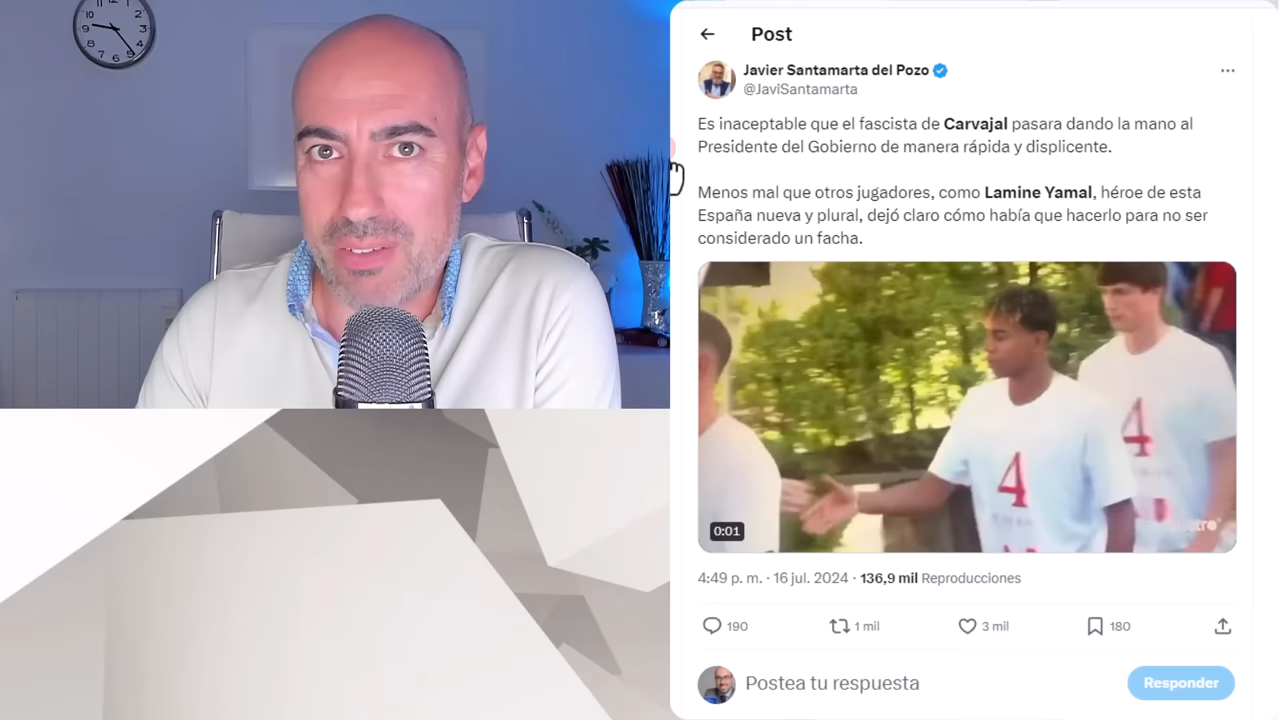 Post
Javier Santamarta del Pozo
@JaviSantamarta
Es inaceptable que el fascista de Carvajal pasara dando la mano al
Presidente del Gobierno de manera rápida y displicente.
Menos mal que otros jugadores, como Lamine Yamal, héroe de esta
España nueva y plural, dejó claro cómo había que hacerlo para no ser
considerado un facha.
4
4
0:01
4:49 p. m. · 16 jul. 2024 · 136,9 mil Reproducciones
190
1 mil
3 mil
180
Postea tu respuesta
Responder